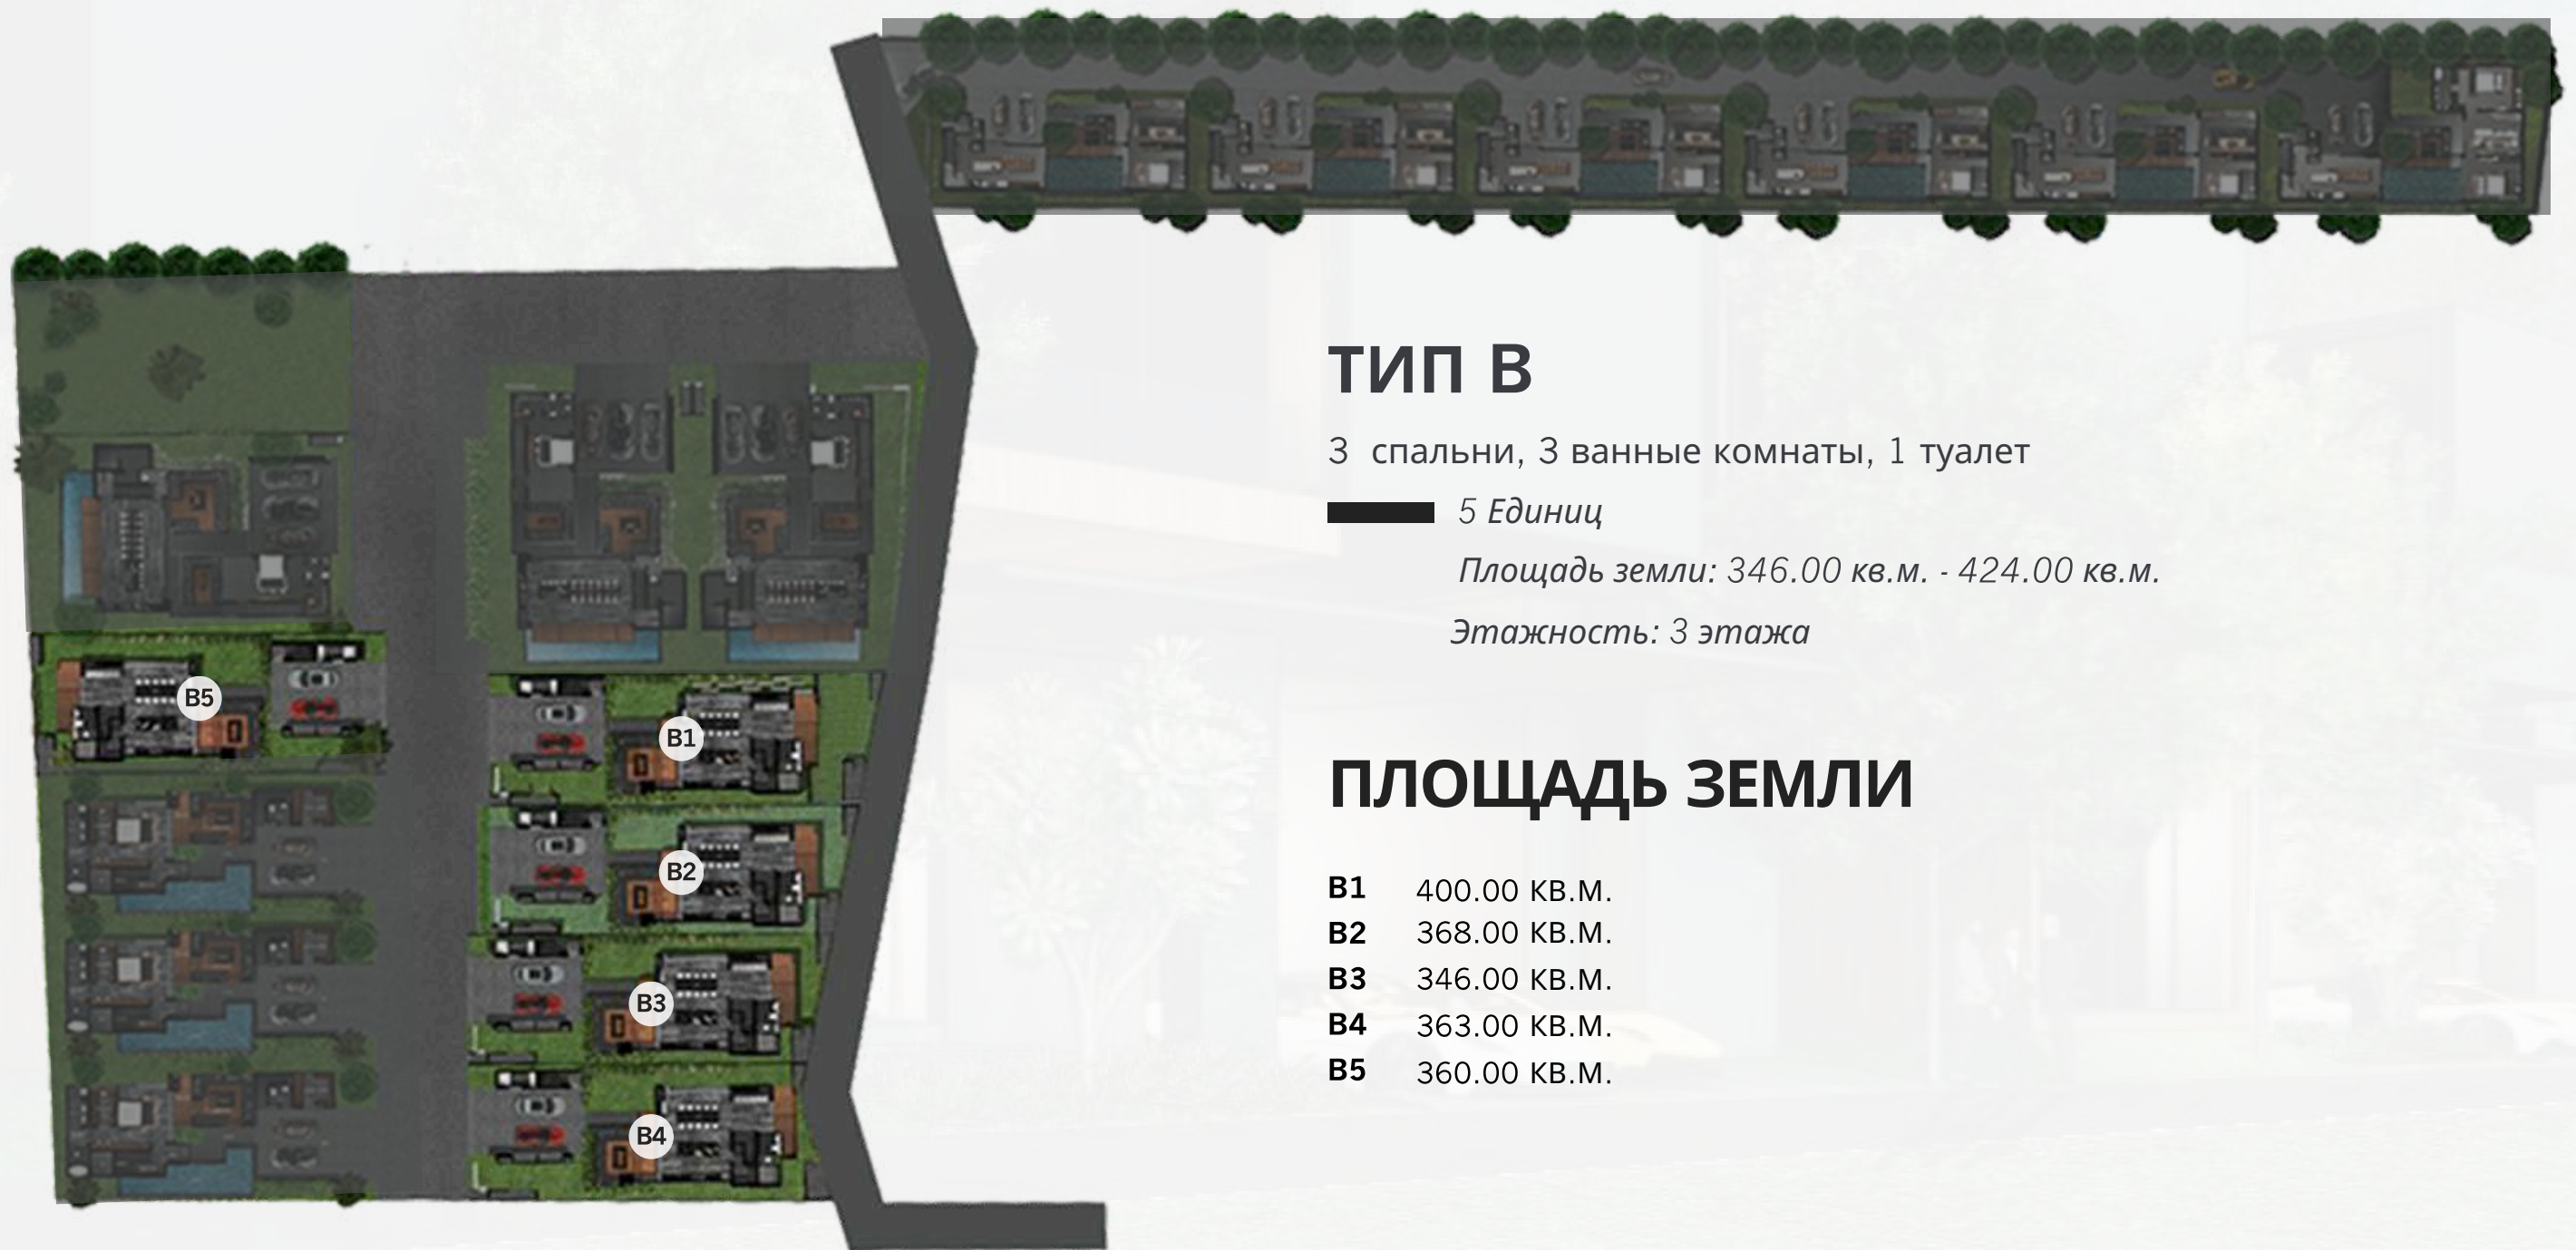 ТИП B
3 спальни, 3 ванные комнаты, 1 туалет
5 Единиц
Площадь земли: 346.00 кв.м. - 424.00 кв.м.
Этажность: 3 этажа
ПЛОЩАДЬ ЗЕМЛИ
B1 400.00 КВ.М.
B2 368.00 КВ.М.
B3 346.00 КВ.М.
B4 363.00 КВ.М.
B5 360.00 КВ.М.
B5
B1
B2
B3
B4